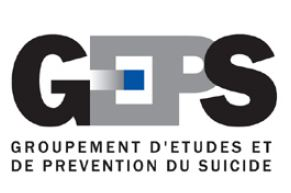 GEPS
GROUPEMENT D'ETUDES ET
DE PREVENTION DU SUICIDE